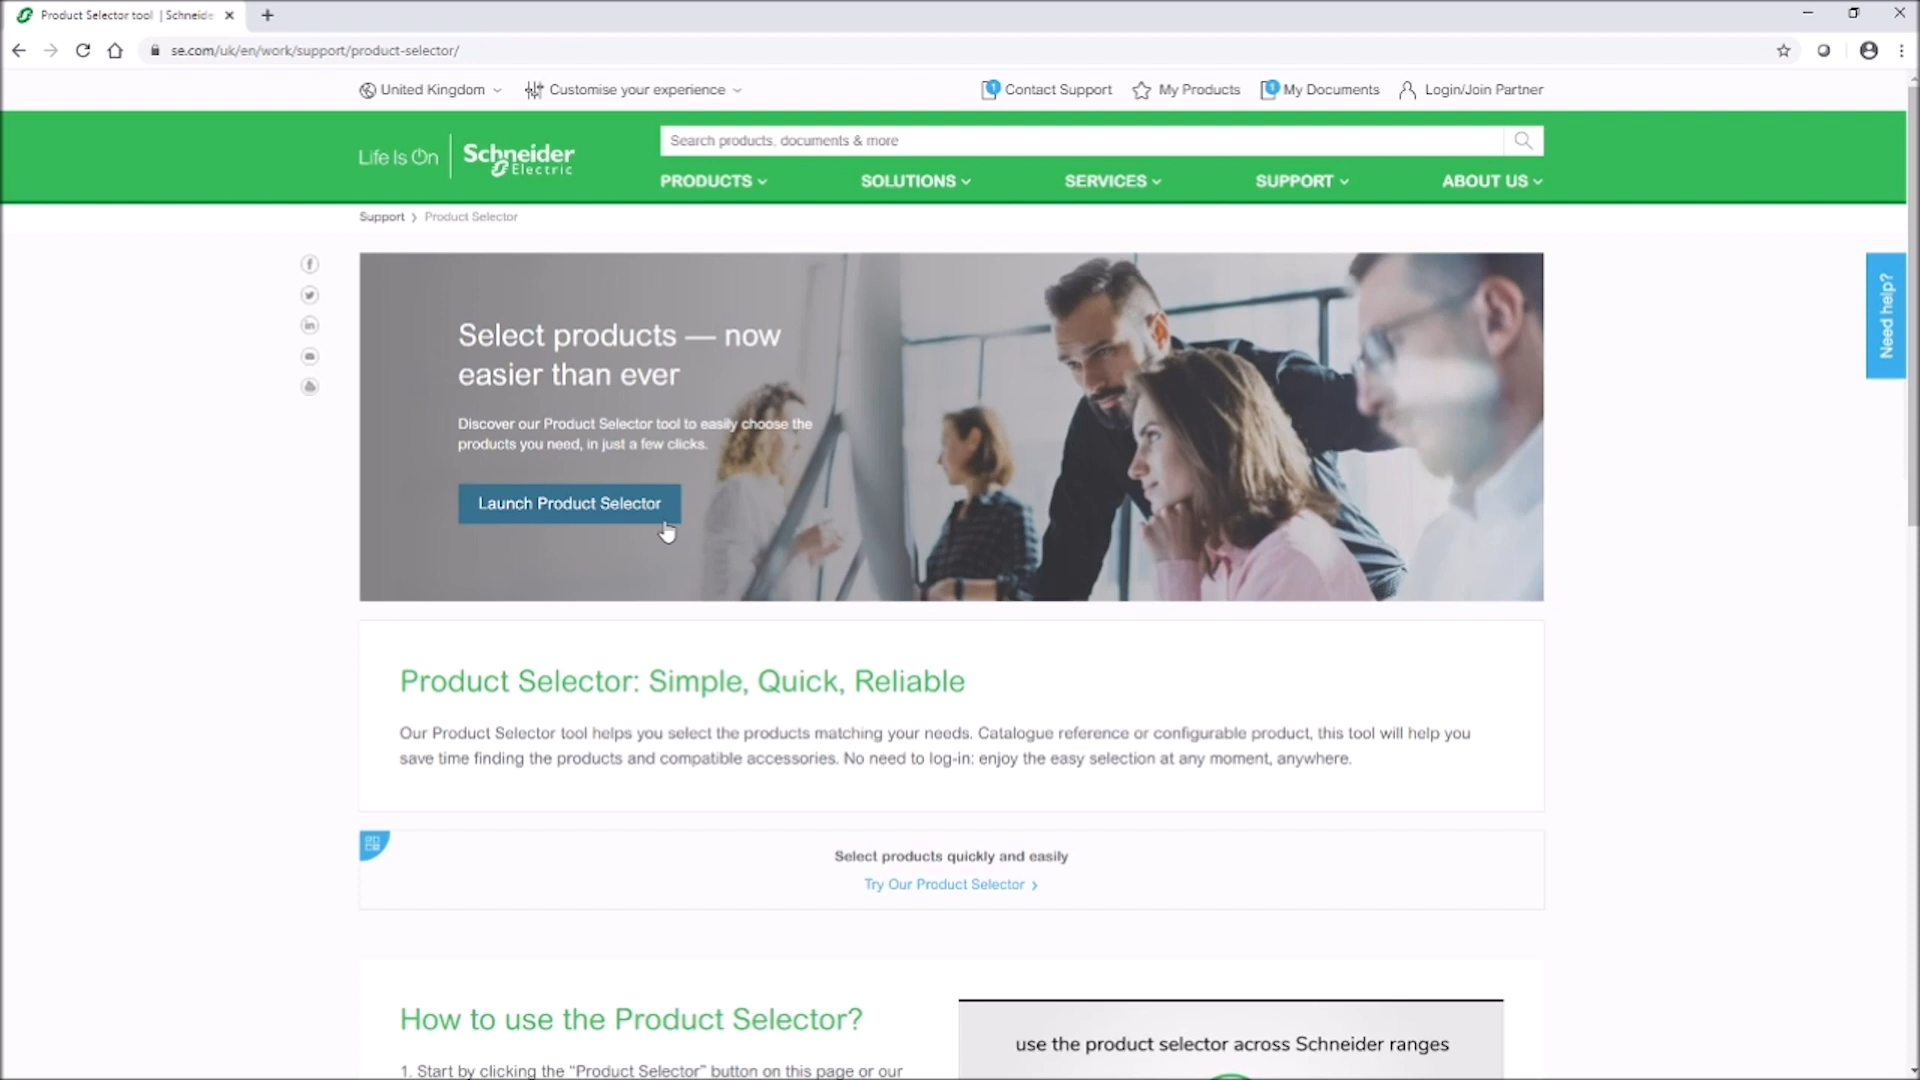 Product Selector tool | Schneide
se.com/uk/en/work/support/product-selector/
United Kingdom
Customise your experience
1
Contact Support
My Products
1
My Documents
Login/Join Partner
Life Is On
Schneider
Electric
Search products, documents & more
PRODUCTS
SOLUTIONS
SERVICES
SUPPORT
ABOUT US
Support > Product Selector
Need help?
Select products — now
easier than ever
Discover our Product Selector tool to easily choose the
products you need, in just a few clicks.
Launch Product Selector
Product Selector: Simple, Quick, Reliable
Our Product Selector tool helps you select the products matching your needs. Catalogue reference or configurable product, this tool will help you
save time finding the products and compatible accessories. No need to log-in: enjoy the easy selection at any moment, anywhere.
Select products quickly and easily
Try Our Product Selector >
How to use the Product Selector?
1. Start by clicking the "Product Selector" button on this page or our
use the product selector across Schneider ranges